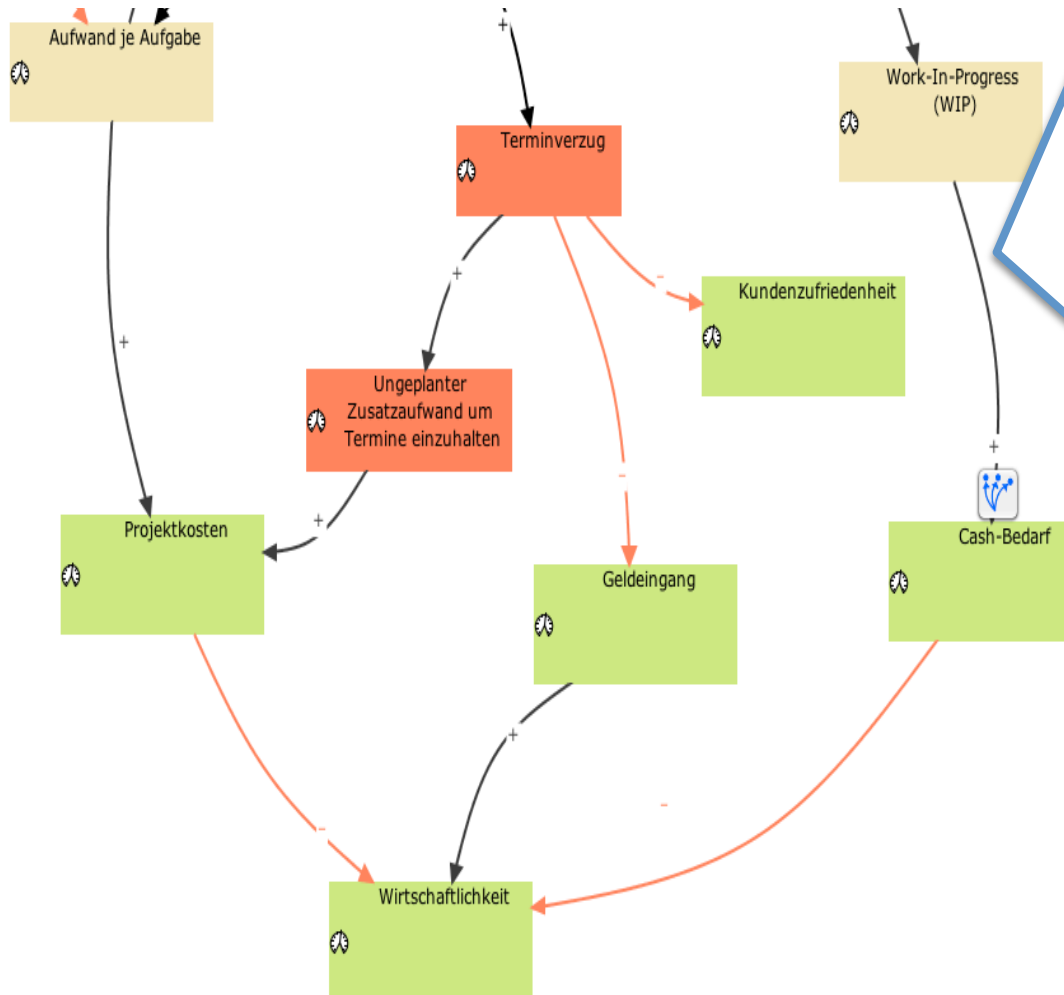 Aufwand je Aufgabe
+
Work-In-Progress
(WIP)
Terminverzug
+
-
Kundenzufriedenheit
+
Ungeplanter
Zusatzaufwand um
Termine einzuhalten
-
+
+
Projektkosten
Cash-Bedarf
Geldeingang
+
-
-
Wirtschaftlichkeit